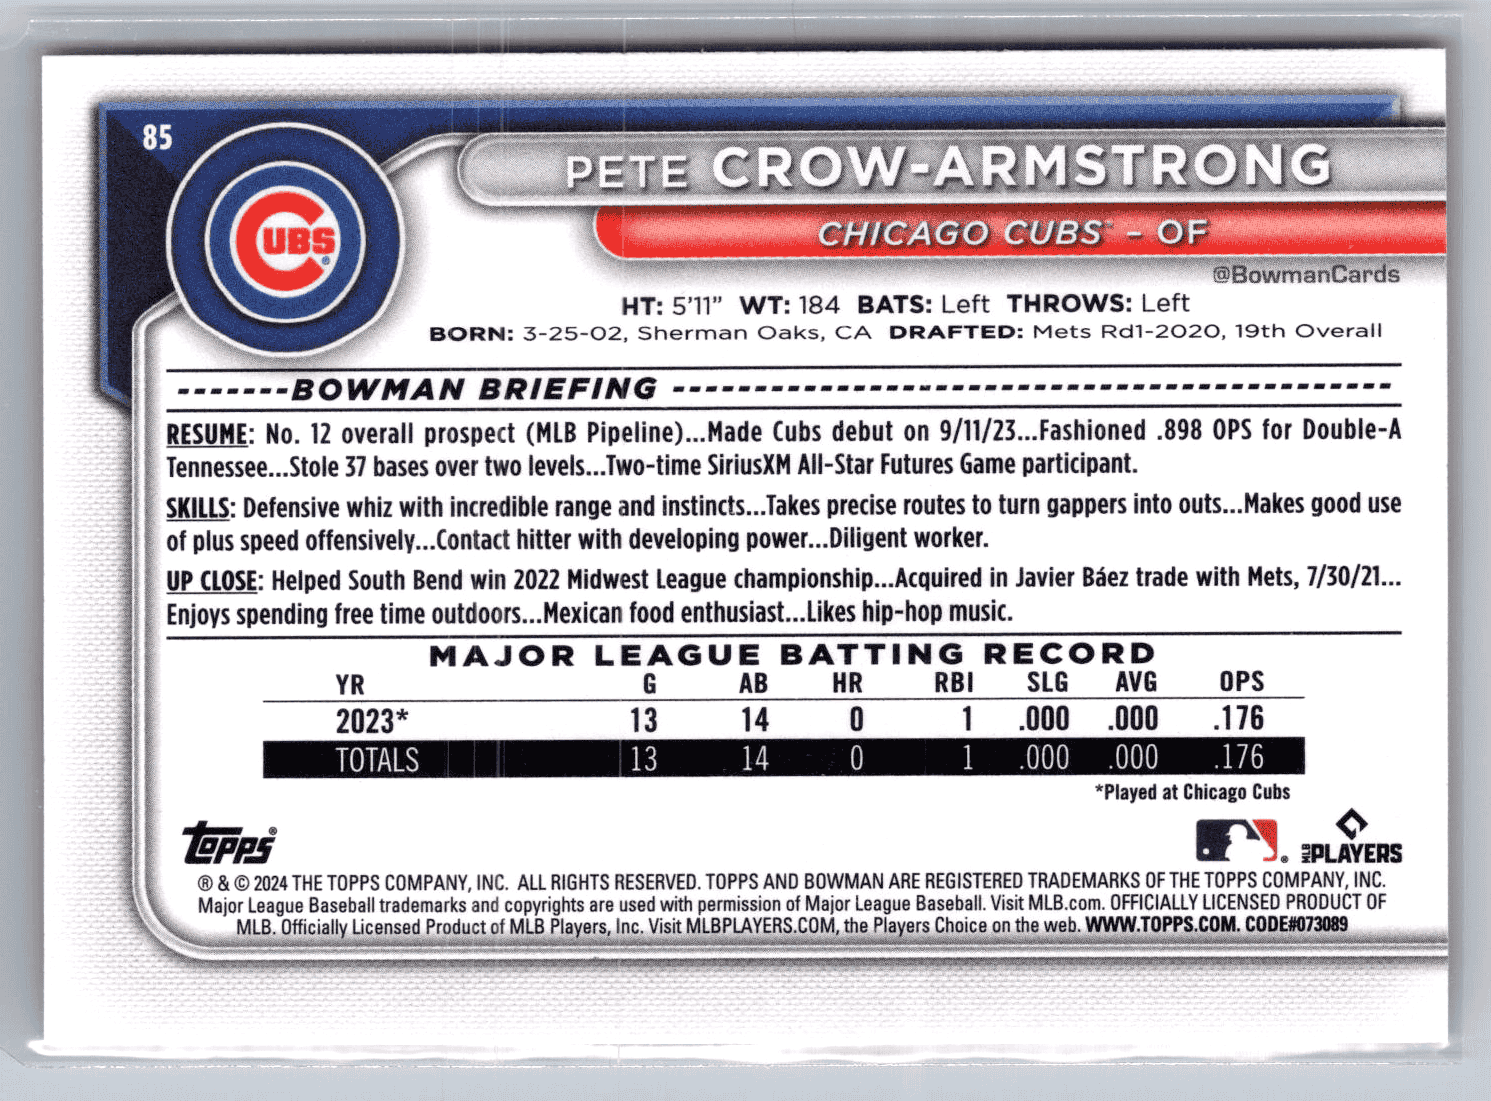 85
CUBS®
PETE CROW-ARMSTRONG
CHICAGO CUBS™ - OF
@BowmanCards
HT: 5'11" WT: 184 BATS: Left THROWS: Left
BORN: 3-25-02, Sherman Oaks, CA DRAFTED: Mets Rd1-2020, 19th Overall
BOWMAN BRIEFING
RESUME: No. 12 overall prospect (MLB Pipeline)...Made Cubs debut on 9/11/23...Fashioned .898 OPS for Double-A
Tennessee...Stole 37 bases over two levels...Two-time SiriusXM All-Star Futures Game participant.
SKILLS: Defensive whiz with incredible range and instincts...Takes precise routes to turn gappers into outs...Makes good use
of plus speed offensively...Contact hitter with developing power...Diligent worker.
UP CLOSE: Helped South Bend win 2022 Midwest League championship...Acquired in Javier Báez trade with Mets, 7/30/21...
Enjoys spending free time outdoors...Mexican food enthusiast...Likes hip-hop music.
MAJOR LEAGUE BATTING RECORD
YR G AB HR RBI SLG AVG OPS
2023* 13 14 0 1 .000 .000 .176
TOTALS 13 14 0 1 .000 .000 .176
*Played at Chicago Cubs
Topps®
MLB PLAYERS
® & © 2024 THE TOPPS COMPANY, INC. ALL RIGHTS RESERVED. TOPPS AND BOWMAN ARE REGISTERED TRADEMARKS OF THE TOPPS COMPANY, INC.
Major League Baseball trademarks and copyrights are used with permission of Major League Baseball. Visit MLB.com. OFFICIALLY LICENSED PRODUCT OF
MLB. Officially Licensed Product of MLB Players, Inc. Visit MLBPLAYERS.COM, the Players Choice on the web. WWW.TOPPS.COM. CODE#073089